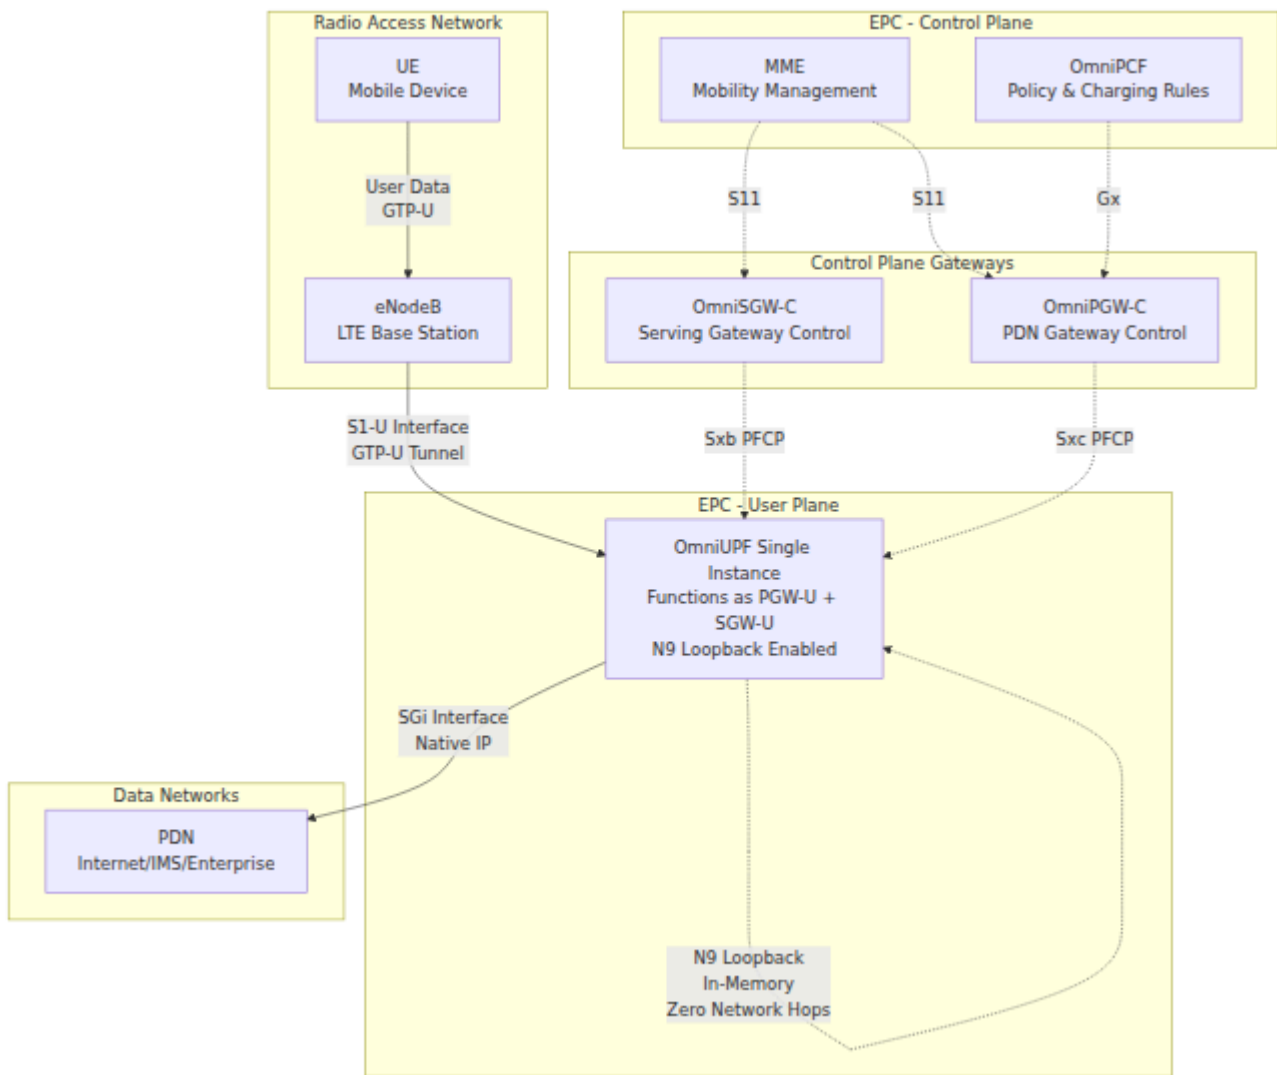 Radio Access Network
UE
Mobile Device
User Data
GTP-U
eNodeB
LTE Base Station
EPC - Control Plane
MME
Mobility Management
OmniPCF
Policy & Charging Rules
S11
S11
Gx
Control Plane Gateways
OmniSGW-C
Serving Gateway Control
OmniPGW-C
PDN Gateway Control
S1-U Interface
GTP-U Tunnel
Sxb PFCP
Sxc PFCP
EPC - User Plane
OmniUPF Single
Instance
Functions as PGW-U +
SGW-U
N9 Loopback Enabled
SGi Interface
Native IP
Data Networks
PDN
Internet/IMS/Enterprise
N9 Loopback
In-Memory
Zero Network Hops